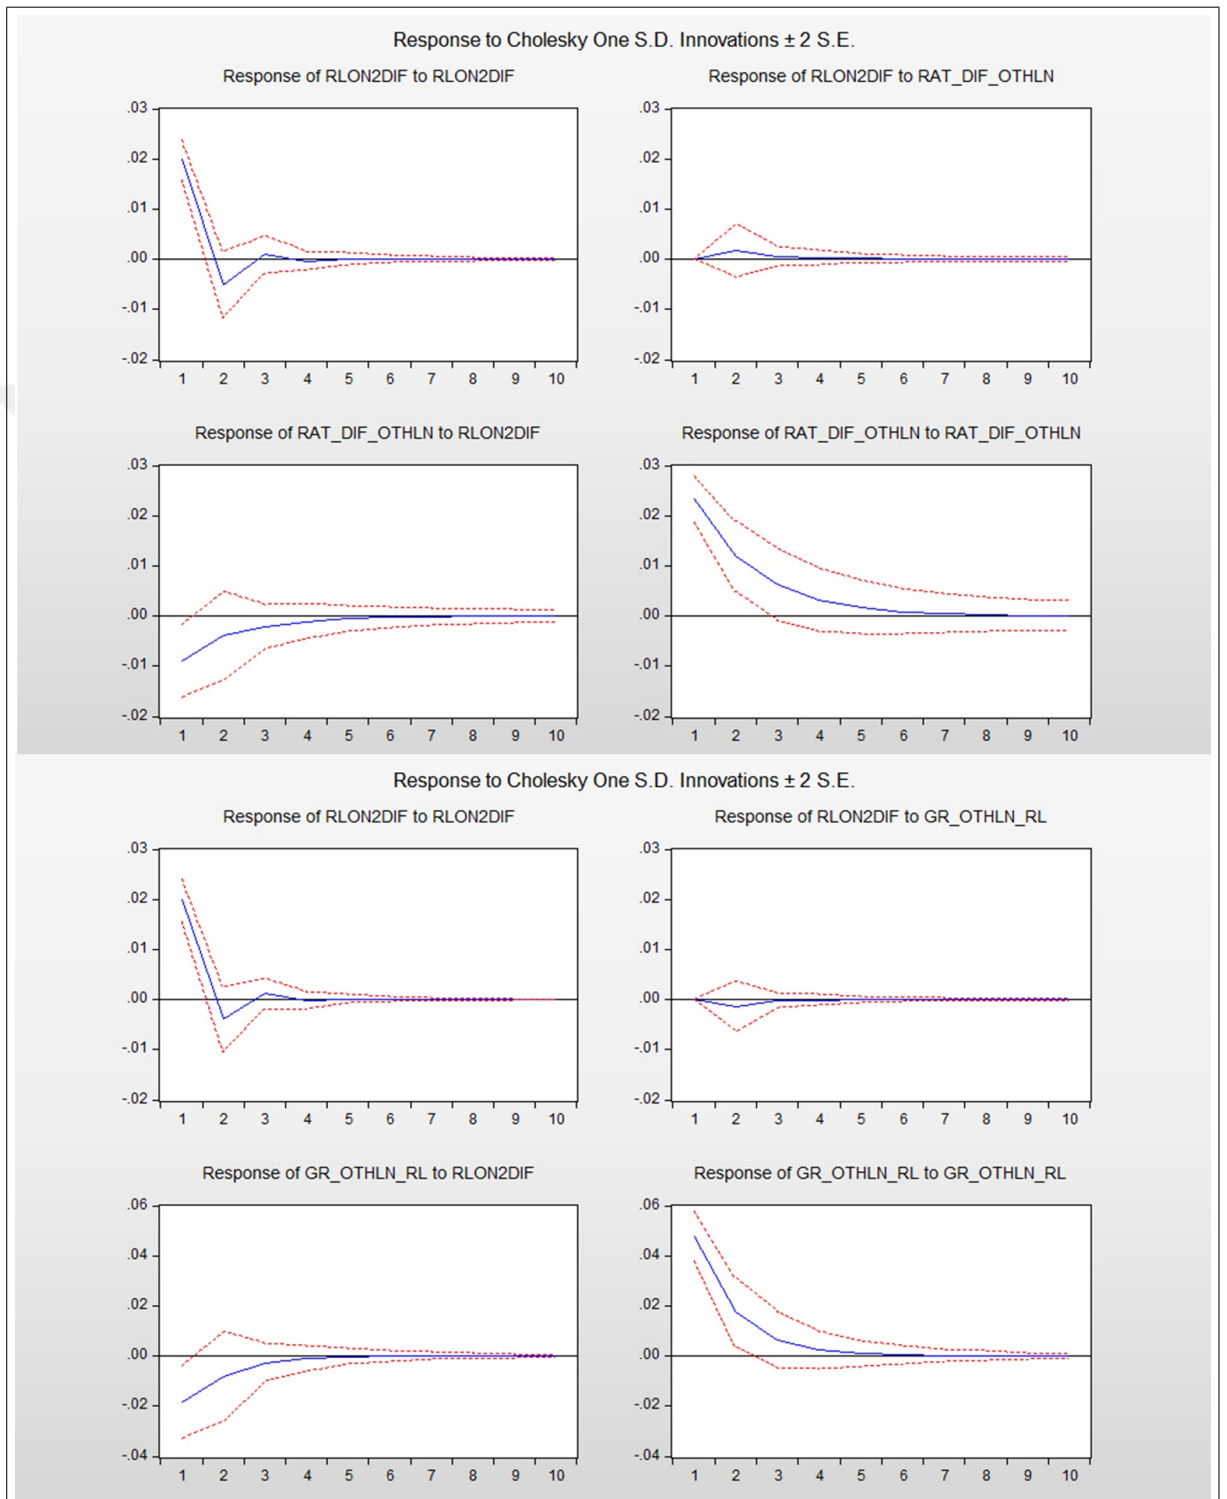 Response to Cholesky One S.D. Innovations ± 2 S.E.
Response of RLON2DIF to RLON2DIF
.03
.02
.01
.00
-.01
-.02
1 2 3 4 5 6 7 8 9 10
Response of RLON2DIF to RAT_DIF_OTHLN
.03
.02
.01
.00
-.01
-.02
1 2 3 4 5 6 7 8 9 10
Response of RAT_DIF_OTHLN to RLON2DIF
.03
.02
.01
.00
-.01
-.02
1 2 3 4 5 6 7 8 9 10
Response of RAT_DIF_OTHLN to RAT_DIF_OTHLN
.03
.02
.01
.00
-.01
-.02
1 2 3 4 5 6 7 8 9 10
Response to Cholesky One S.D. Innovations ± 2 S.E.
Response of RLON2DIF to RLON2DIF
.03
.02
.01
.00
-.01
-.02
1 2 3 4 5 6 7 8 9 10
Response of RLON2DIF to GR_OTHLN_RL
.03
.02
.01
.00
-.01
-.02
1 2 3 4 5 6 7 8 9 10
Response of GR_OTHLN_RL to RLON2DIF
.06
.04
.02
.00
-.02
-.04
1 2 3 4 5 6 7 8 9 10
Response of GR_OTHLN_RL to GR_OTHLN_RL
.06
.04
.02
.00
-.02
-.04
1 2 3 4 5 6 7 8 9 10